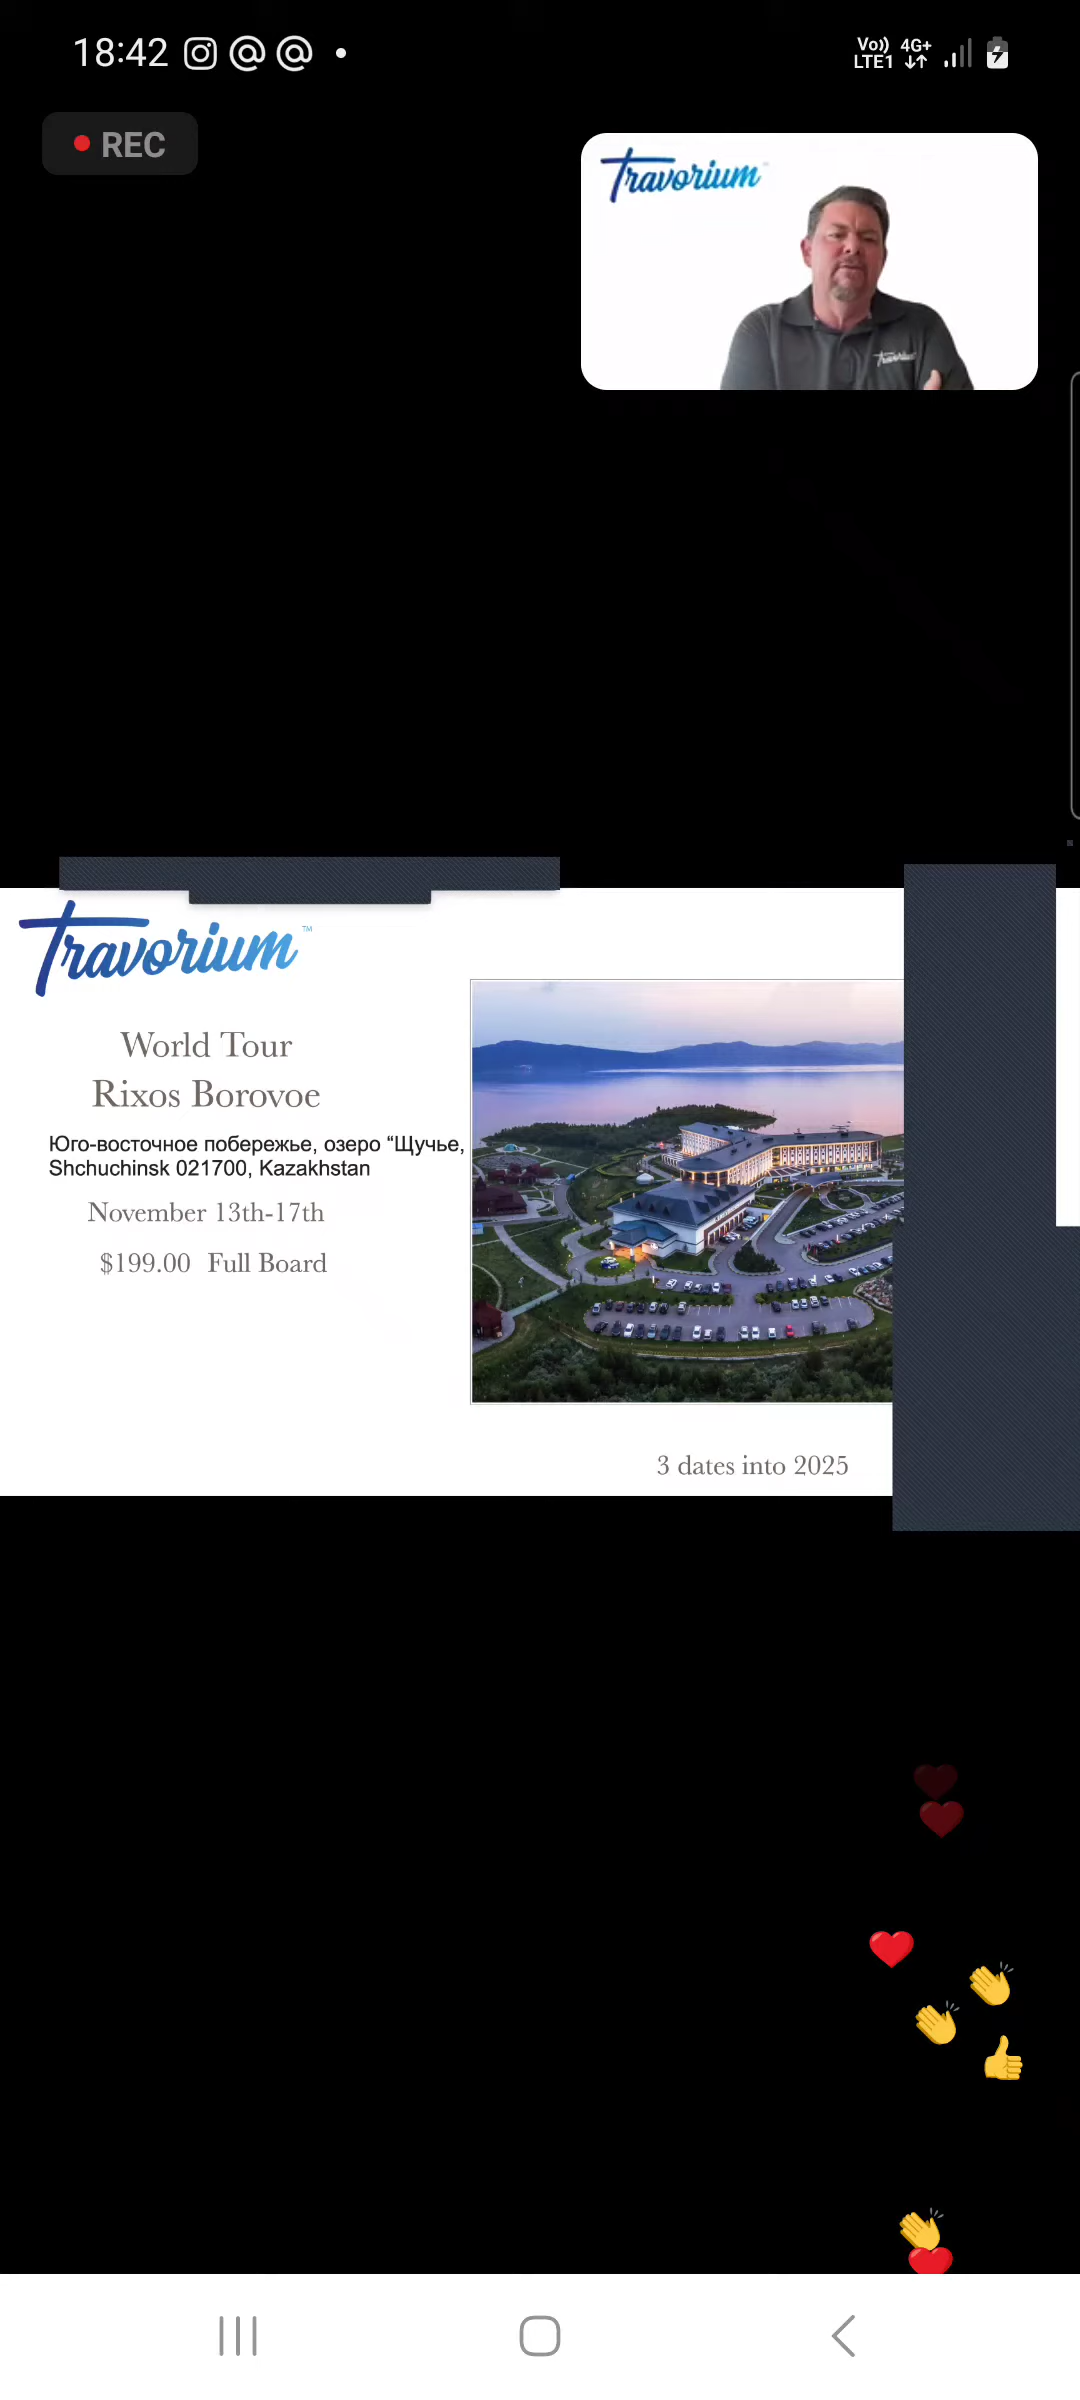 18:42
Vo)) 4G+
LTE1
REC
Travorium
Travorium
Travorium™
World Tour
Rixos Borovoe
Юго-восточное побережье, озеро “Щучье,
Shchuchinsk 021700, Kazakhstan
November 13th-17th
$199.00 Full Board
3 dates into 2025